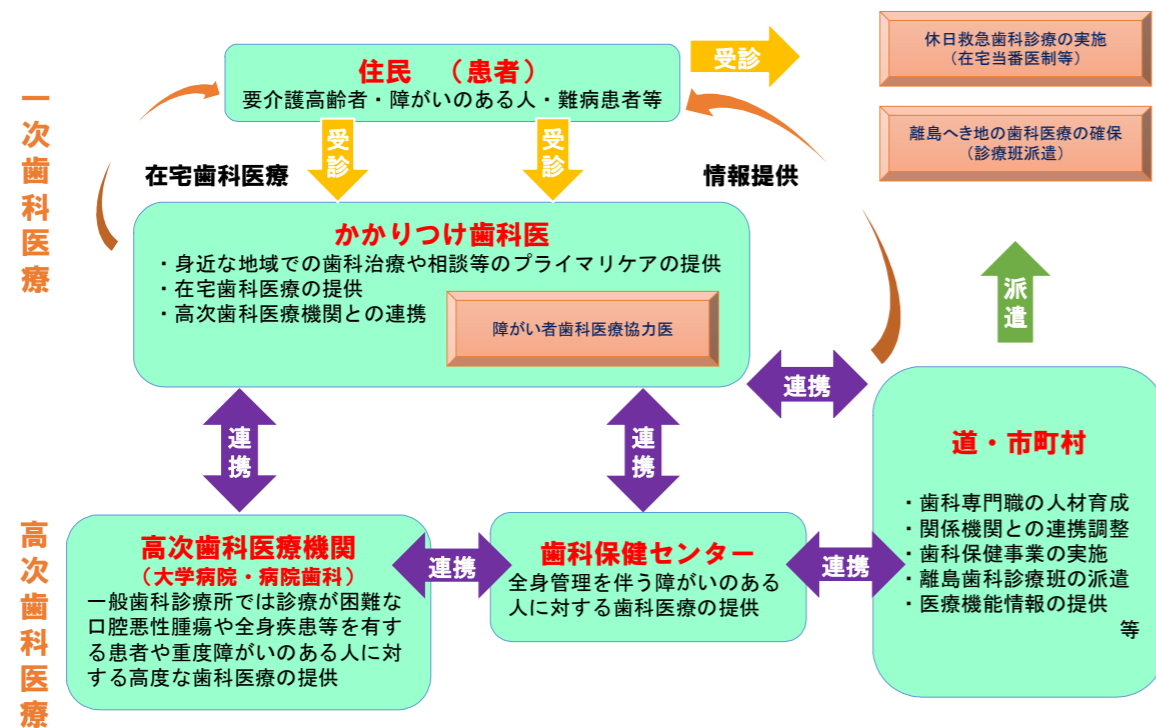 一次歯科医療
住民　（患者）
要介護高齢者・障がいのある人・難病患者等
受診
休日救急歯科診療の実施
（在宅当番医制等）
離島へき地の歯科医療の確保
（診療班派遣）
受診
受診
在宅歯科医療
情報提供
かかりつけ歯科医
・身近な地域での歯科治療や相談等のプライマリケアの提供
・在宅歯科医療の提供
・高次歯科医療機関との連携
障がい者歯科医療協力医
派遣
連携
連携
連携
道・市町村
・歯科専門職の人材育成
・関係機関との連携調整
・歯科保健事業の実施
・離島歯科診療班の派遣
・医療機能情報の提供
等
高次歯科医療
高次歯科医療機関
（大学病院・病院歯科）
一般歯科診療所では診療が困難な
口腔悪性腫瘍や全身疾患等を有す
る患者や重度障がいのある人に対
する高度な歯科医療の提供
連携
歯科保健センター
全身管理を伴う障がいのある
人に対する歯科医療の提供
連携